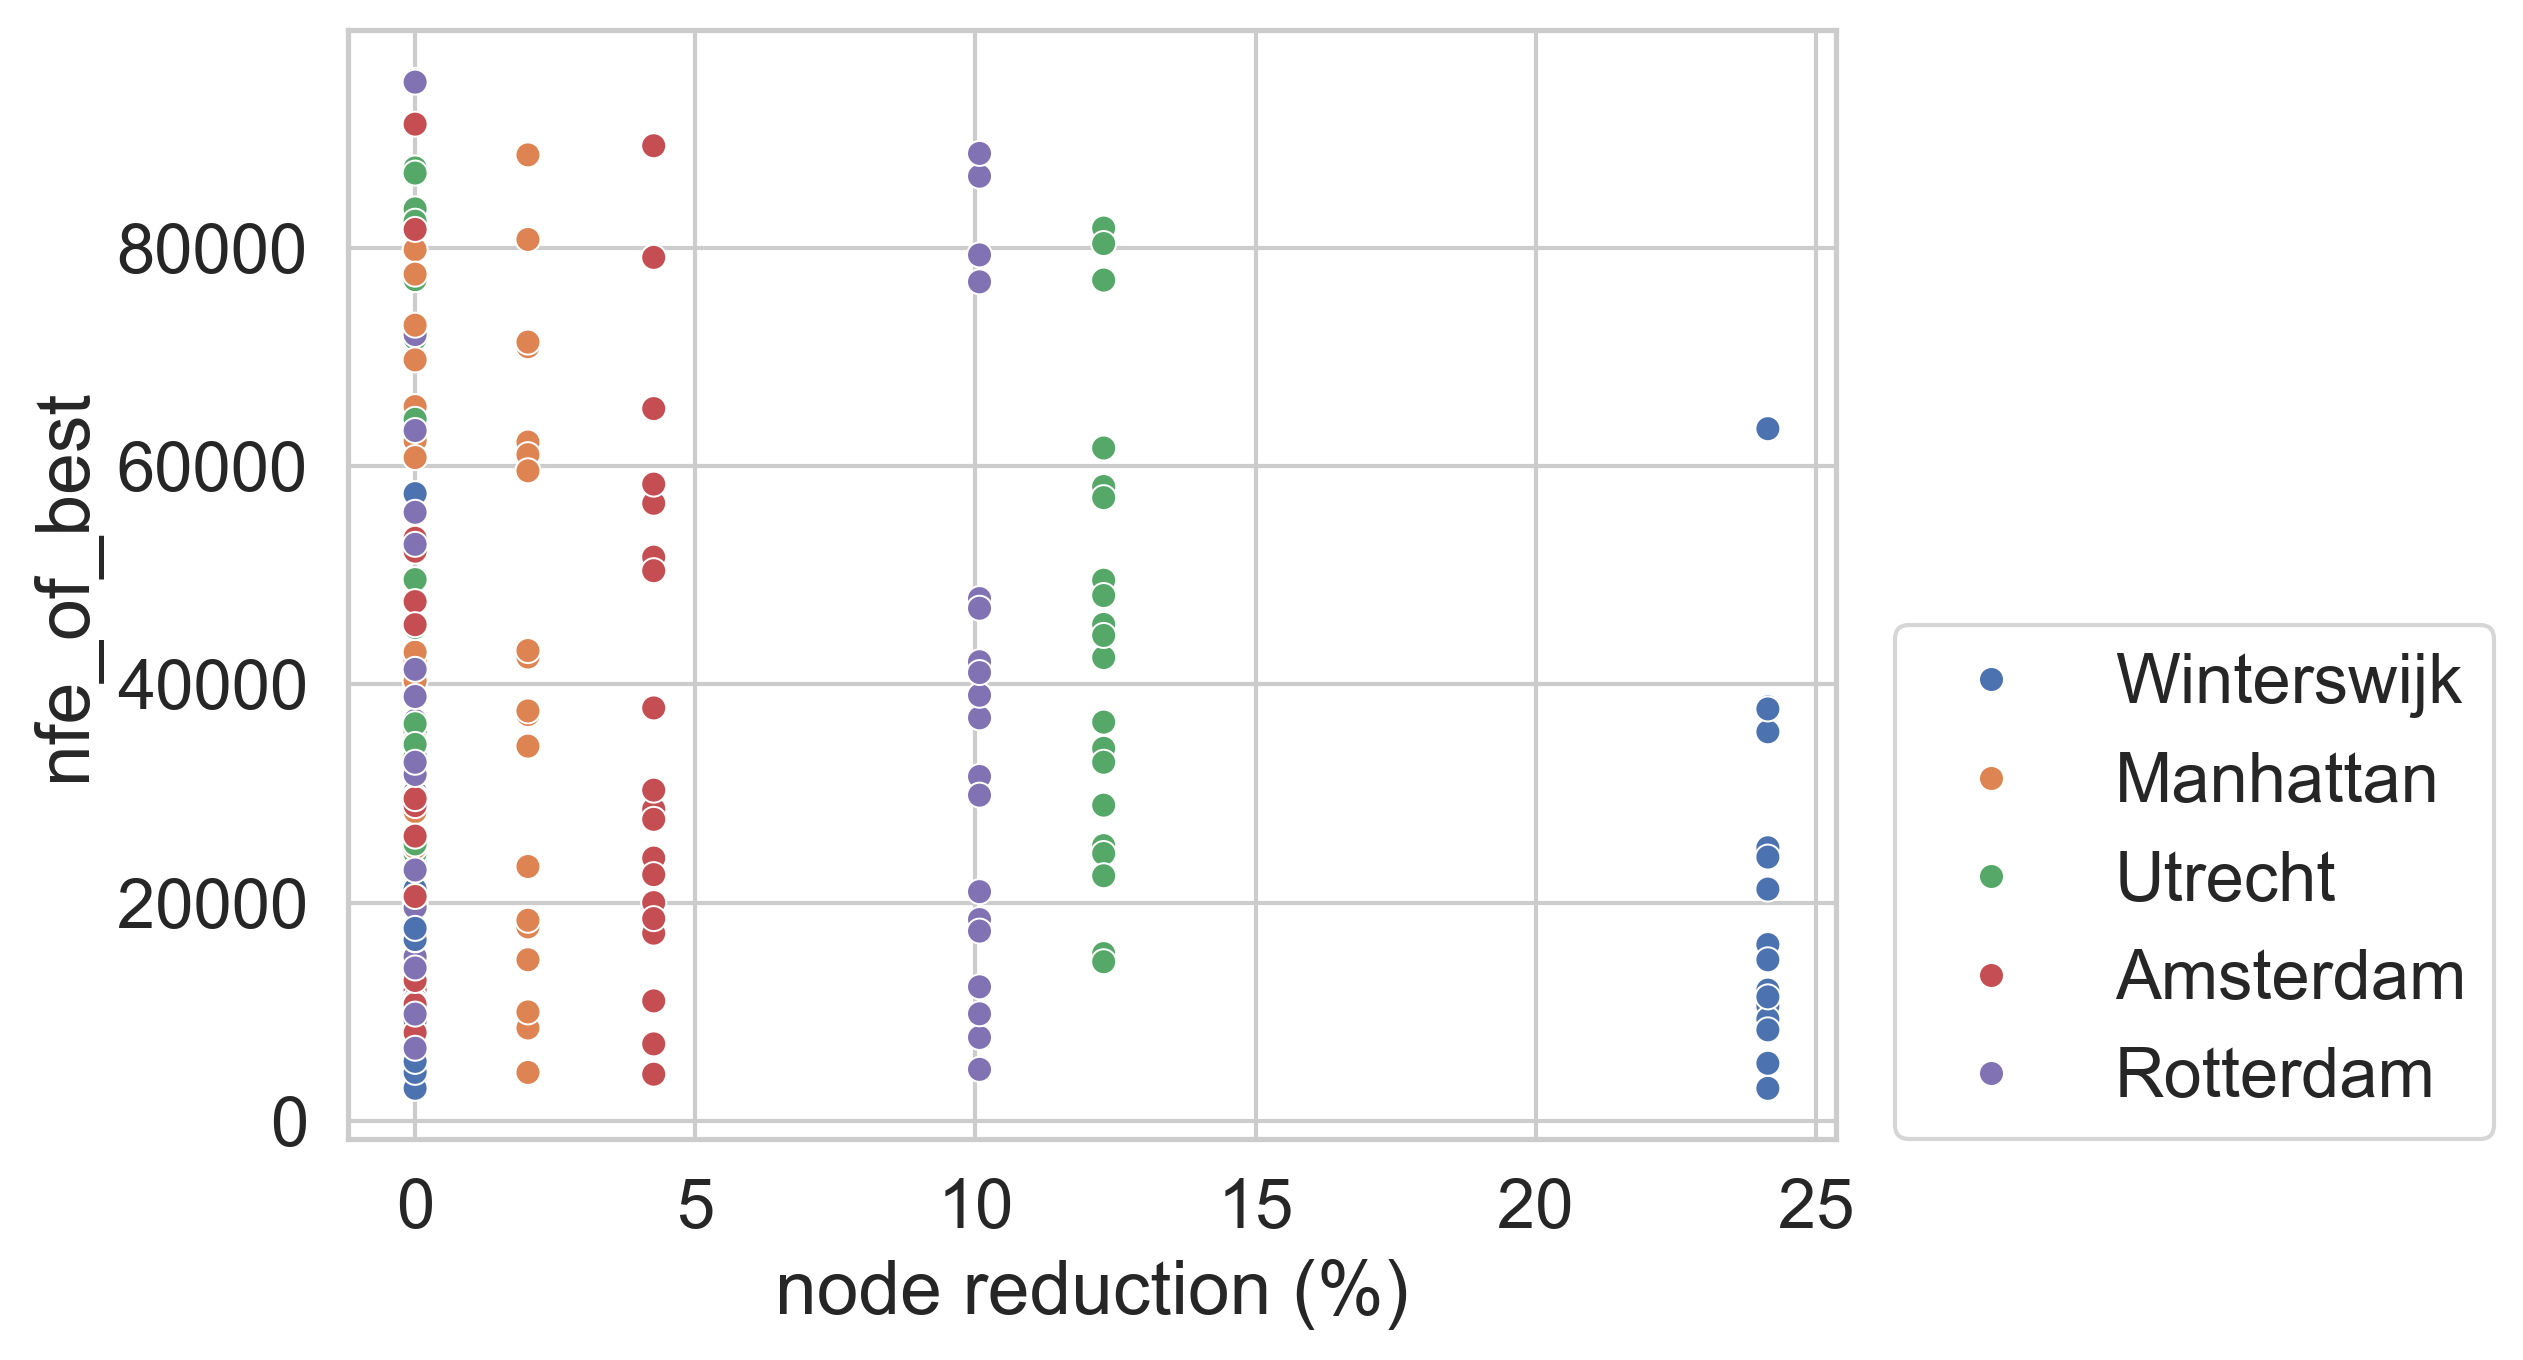 nfe_of_best
80000
60000
40000
20000
0
0 5 10 15 20 25
node reduction (%)
Winterswijk
Manhattan
Utrecht
Amsterdam
Rotterdam